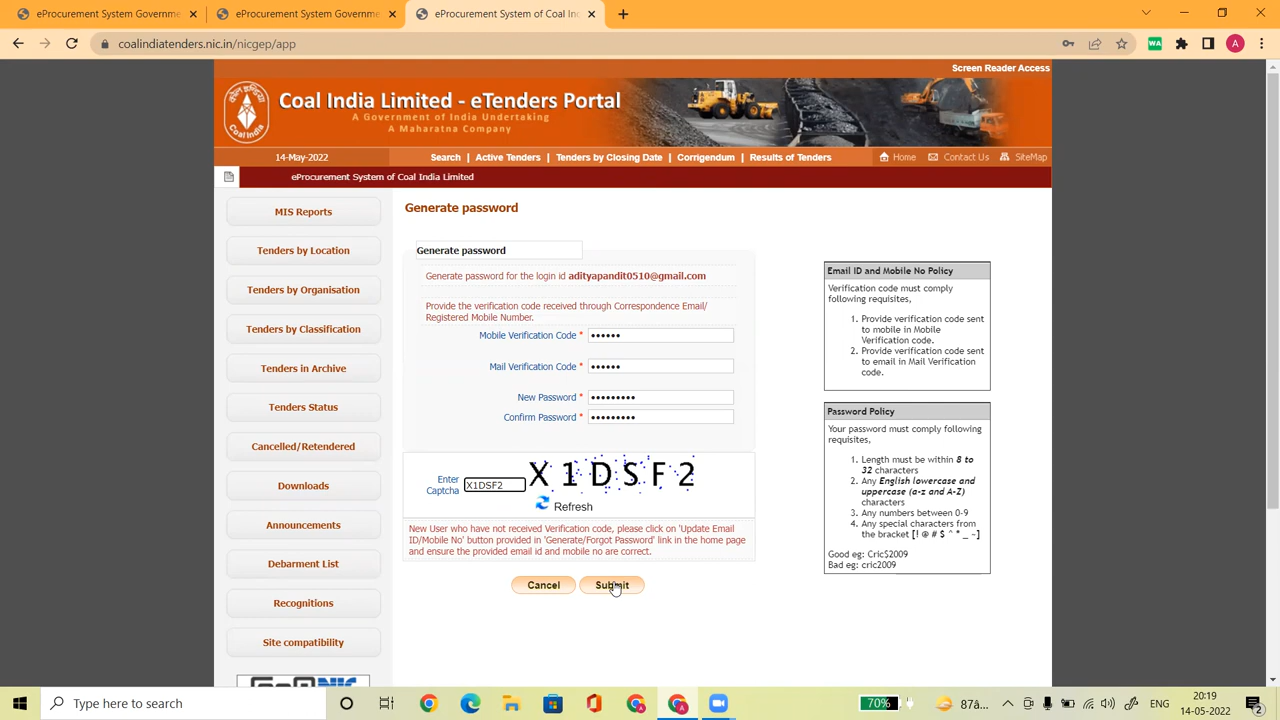 eProcurement System of Governm
eProcurement System of Governm
eProcurement System of Coal Ind
coalindiatenders.nic.in/nicgep/app
WA
A
Screen Reader Access
Coal India Limited - eTenders Portal
A Government of India Undertaking
A Maharatna Company
14-May-2022
Search | Active Tenders | Tenders by Closing Date | Corrigendum | Results of Tenders
Home
Contact Us
SiteMap
eProcurement System of Coal India Limited
MIS Reports
Tenders by Location
Tenders by Organisation
Tenders by Classification
Tenders in Archive
Tenders Status
Cancelled/Retendered
Downloads
Announcements
Debarment List
Recognitions
Site compatibility
Generate password
Generate password
Generate password for the login id adityapandit0510@gmail.com
Provide the verification code received through Correspondence Email/
Registered Mobile Number.
Mobile Verification Code * ••••••
Mail Verification Code * ••••••
New Password * •••••••••
Confirm Password * •••••••••
Enter
Captcha
X1DSF2
X 1 D S F 2
Refresh
New User who have not received Verification code, please click on 'Update Email
ID/Mobile No' button provided in 'Generate/Forgot Password' link in the home page
and ensure the provided email id and mobile no are correct.
Cancel
Submit
Email ID and Mobile No Policy
Verification code must comply
following requisites,
1. Provide verification code sent
to mobile in Mobile
Verification code.
2. Provide verification code sent
to email in Mail Verification
code.
Password Policy
Your password must comply following
requisites,
1. Length must be within 8 to
32 characters
2. Any English lowercase and
uppercase (a-z and A-Z)
characters
3. Any numbers between 0-9
4. Any special characters from
the bracket [! @ # $ ^ * _ ~]
Good eg: Cric$2009
Bad eg: cric2009
Type here to search
70%
87â...
ENG
20:19
14-05-2022
2